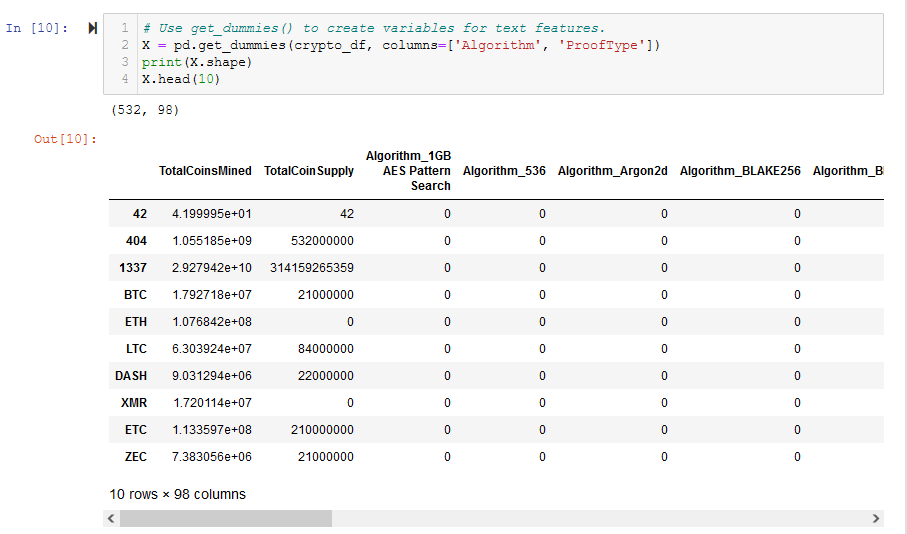 In [10]:
1 # Use get_dummies() to create variables for text features.
2 X = pd.get_dummies(crypto_df, columns=['Algorithm', 'ProofType'])
3 print(X.shape)
4 X.head(10)
(532, 98)
Out[10]:
TotalCoinsMined TotalCoinSupply Algorithm_1GB AES Pattern Search Algorithm_536 Algorithm_Argon2d Algorithm_BLAKE256 Algorithm_B
42 4.199995e+01 42 0 0 0 0
404 1.055185e+09 532000000 0 0 0 0
1337 2.927942e+10 314159265359 0 0 0 0
BTC 1.792718e+07 21000000 0 0 0 0
ETH 1.076842e+08 0 0 0 0 0
LTC 6.303924e+07 84000000 0 0 0 0
DASH 9.031294e+06 22000000 0 0 0 0
XMR 1.720114e+07 0 0 0 0 0
ETC 1.133597e+08 210000000 0 0 0 0
ZEC 7.383056e+06 21000000 0 0 0 0
10 rows × 98 columns